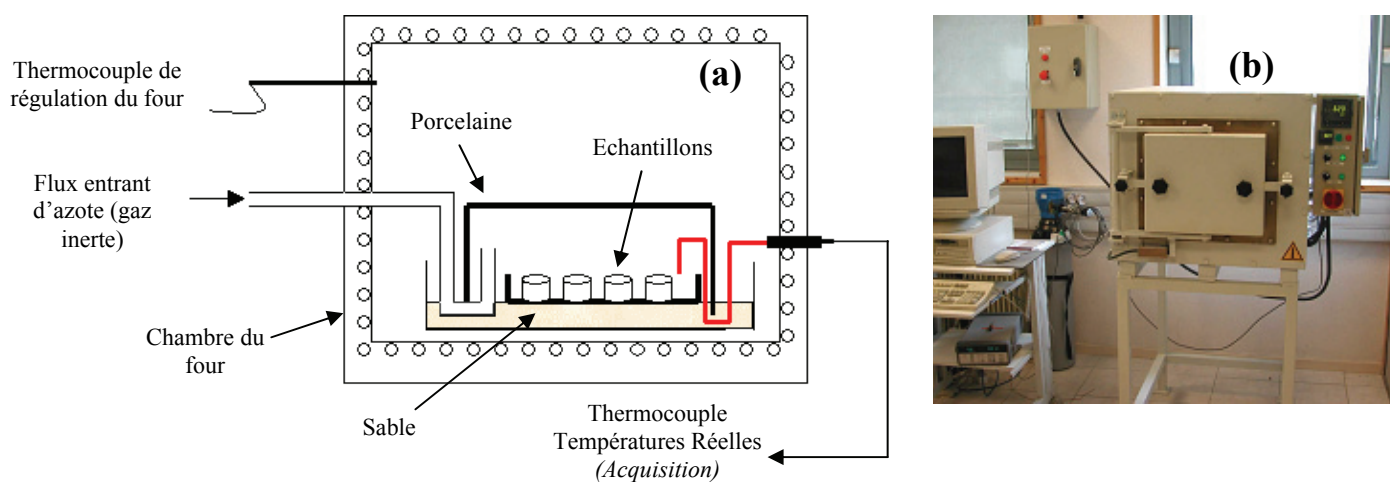 Thermocouple de
régulation du four
(a)
Porcelaine
Echantillons
Flux entrant
d'azote (gaz
inerte)
Chambre du
four
Sable
Thermocouple
Températures Réelles
(Acquisition)
(b)